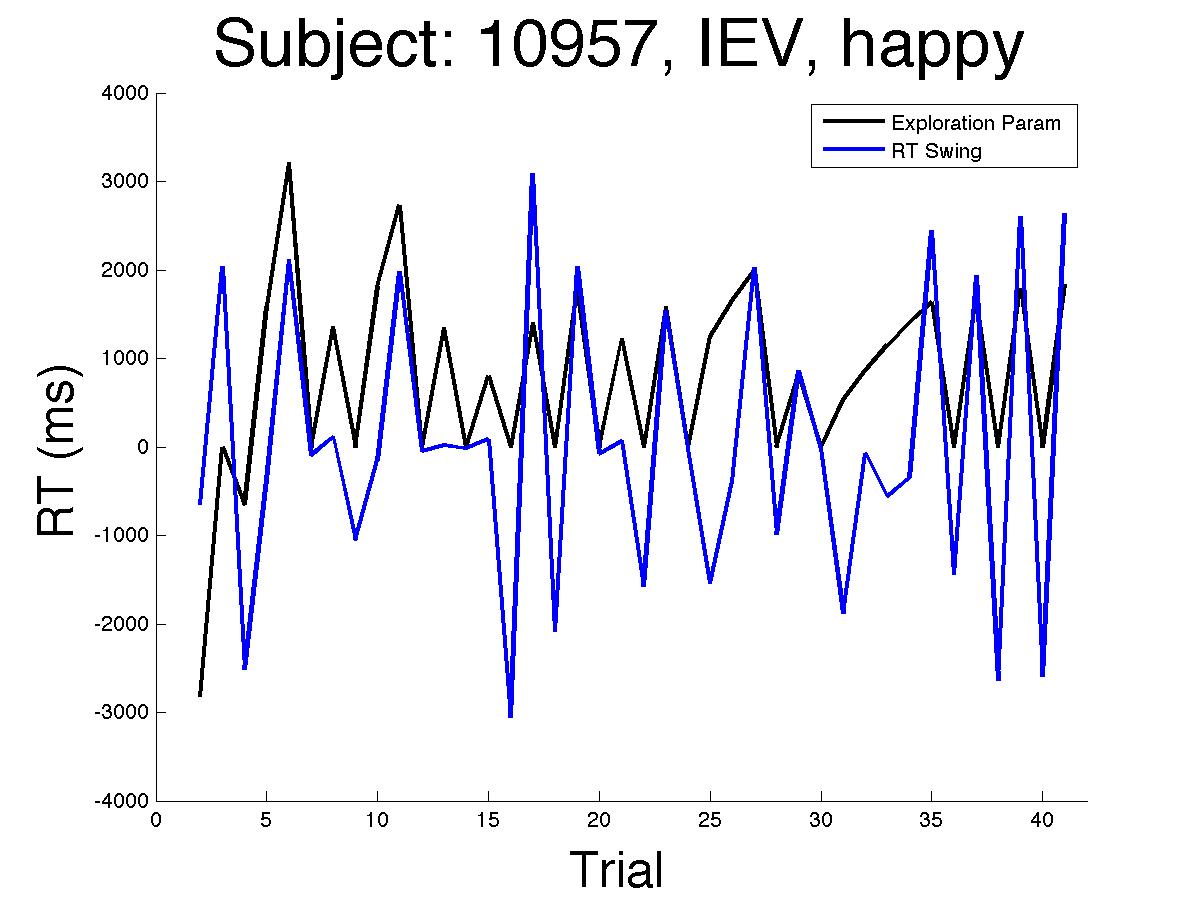 Subject: 10957, IEV, happy
Exploration Param
RT Swing
4000
3000
2000
1000
0
-1000
-2000
-3000
-4000
RT (ms)
0 5 10 15 20 25 30 35 40
Trial